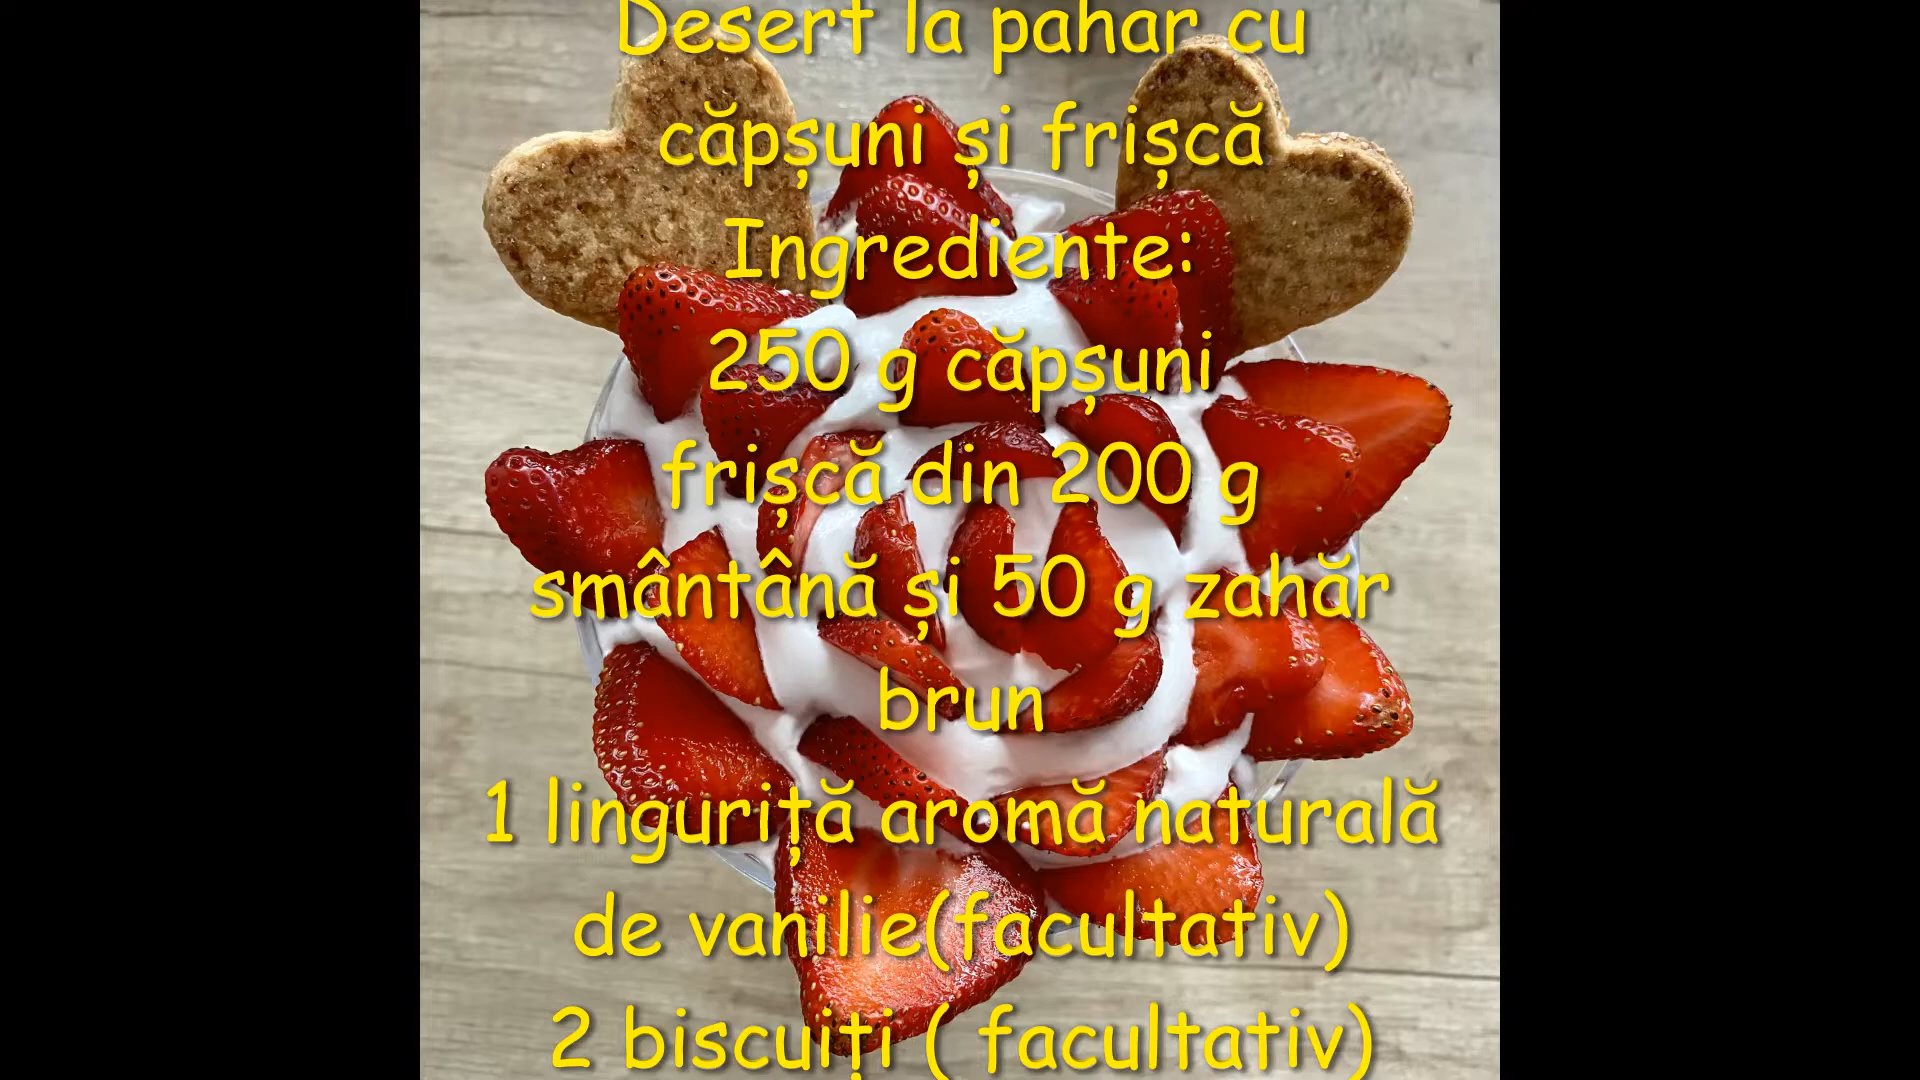 Desert la pahar cu
căpșuni și frișcă
Ingrediente:
250 g căpșuni
frișcă din 200 g
smântână și 50 g zahăr
brun
1 linguriță aromă naturală
de vanilie(facultativ)
2 biscuiți ( facultativ)